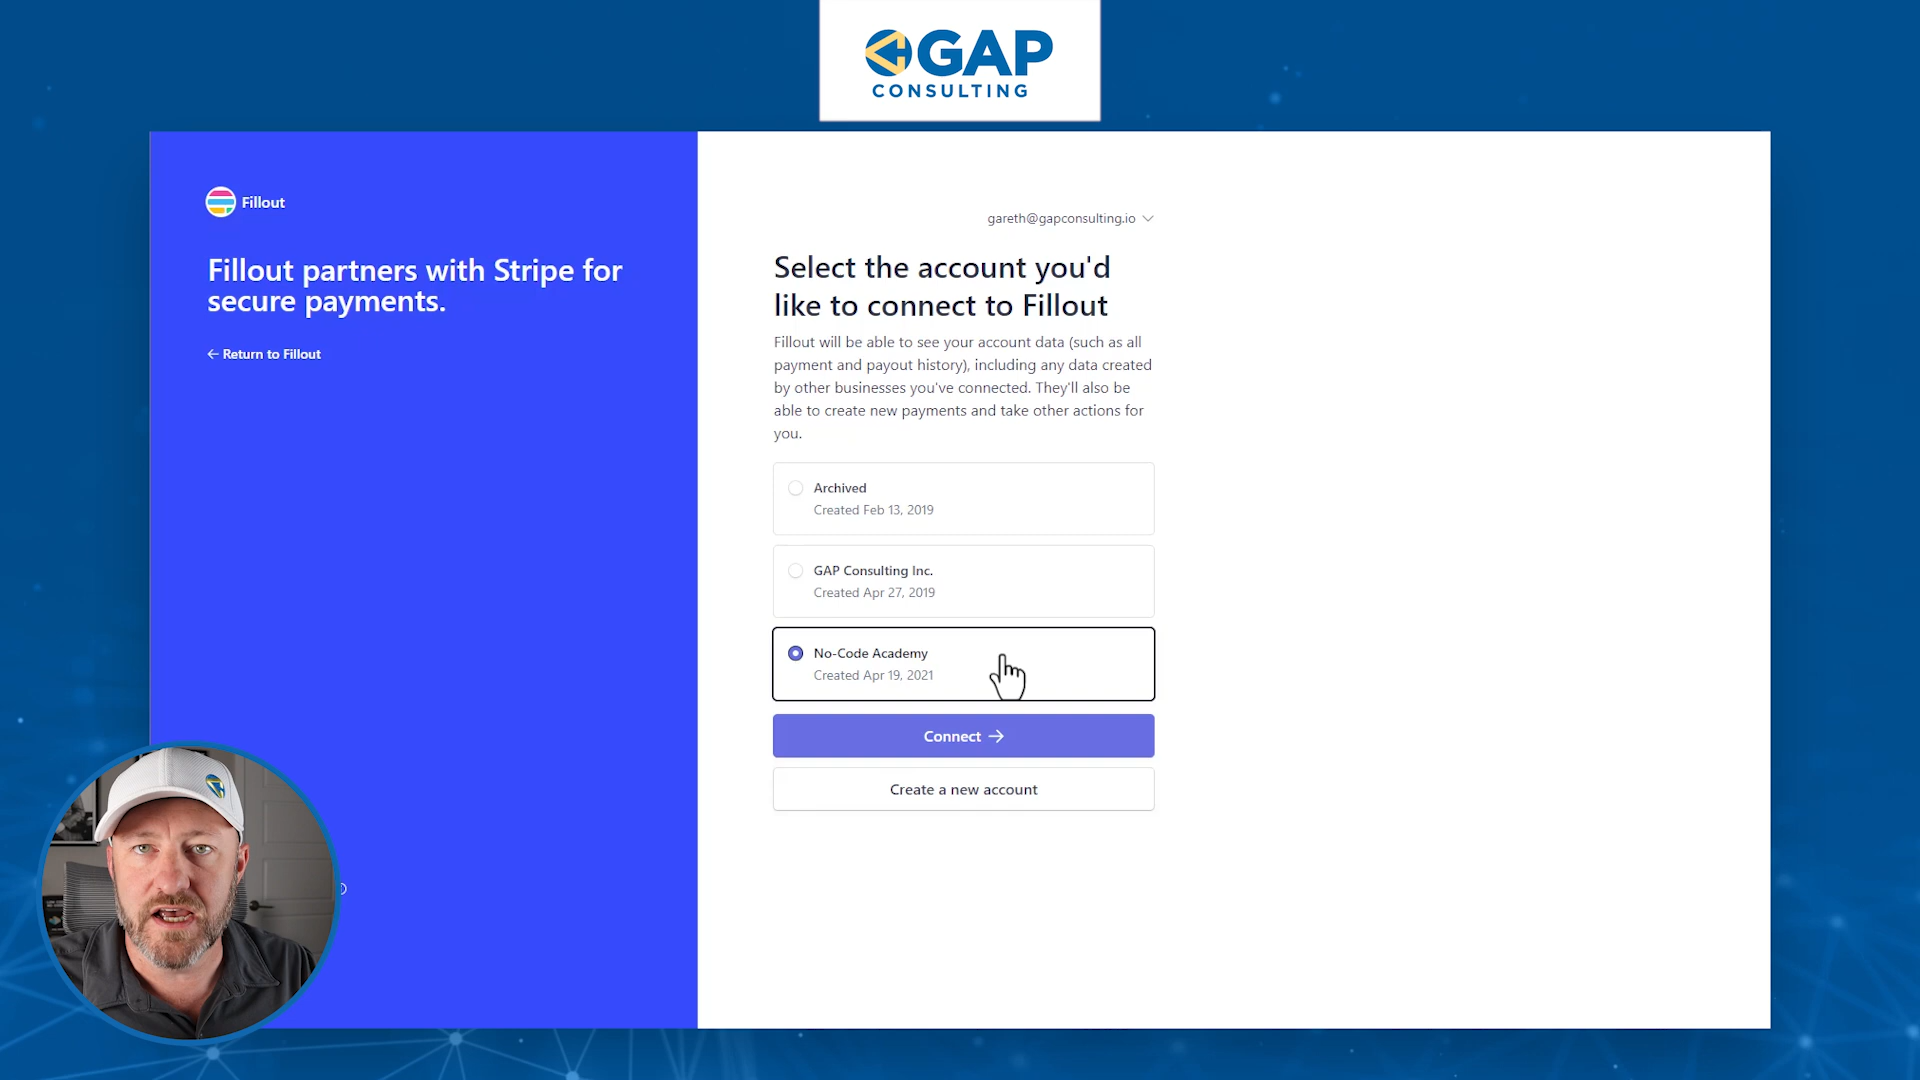 GAP
CONSULTING
Fillout
Fillout partners with Stripe for
secure payments.
← Return to Fillout
gareth@gapconsulting.io
Select the account you'd
like to connect to Fillout
Fillout will be able to see your account data (such as all
payment and payout history), including any data created
by other businesses you've connected. They'll also be
able to create new payments and take other actions for
you.
Archived
Created Feb 13, 2019
GAP Consulting Inc.
Created Apr 27, 2019
No-Code Academy
Created Apr 19, 2021
Connect →
Create a new account